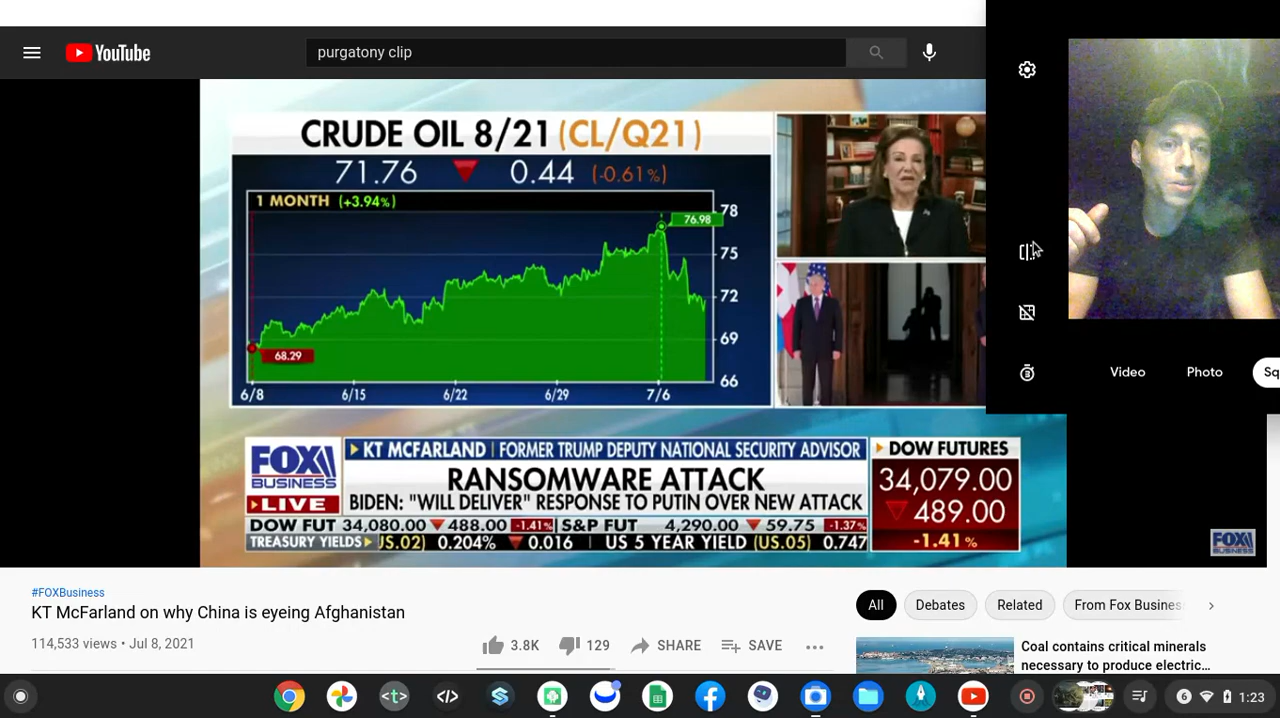 YouTube
purgatony clip
CRUDE OIL 8/21 (CL/Q21)
71.76 0.44 (-0.61%)
1 MONTH (+3.94%)
76.98
78
75
72
69
66
68.29
6/8 6/15 6/22 6/29 7/6
Video Photo Sq
FOX BUSINESS
LIVE
KT MCFARLAND | FORMER TRUMP DEPUTY NATIONAL SECURITY ADVISOR
RANSOMWARE ATTACK
BIDEN: "WILL DELIVER" RESPONSE TO PUTIN OVER NEW ATTACK
DOW FUTURES
34,079.00
489.00
-1.41%
DOW FUT 34,080.00 488.00 -1.41% S&P FUT 4,290.00 59.75 -1.37%
TREASURY YIELDS (US.02) 0.204% 0.016 | US 5 YEAR YIELD (US.05) 0.747
FOX BUSINESS
#FOXBusiness
KT McFarland on why China is eyeing Afghanistan
114,533 views • Jul 8, 2021
3.8K 129 SHARE SAVE
All Debates Related From Fox Busines
Coal contains critical minerals
necessary to produce electric...
<t> </>
6 1:23